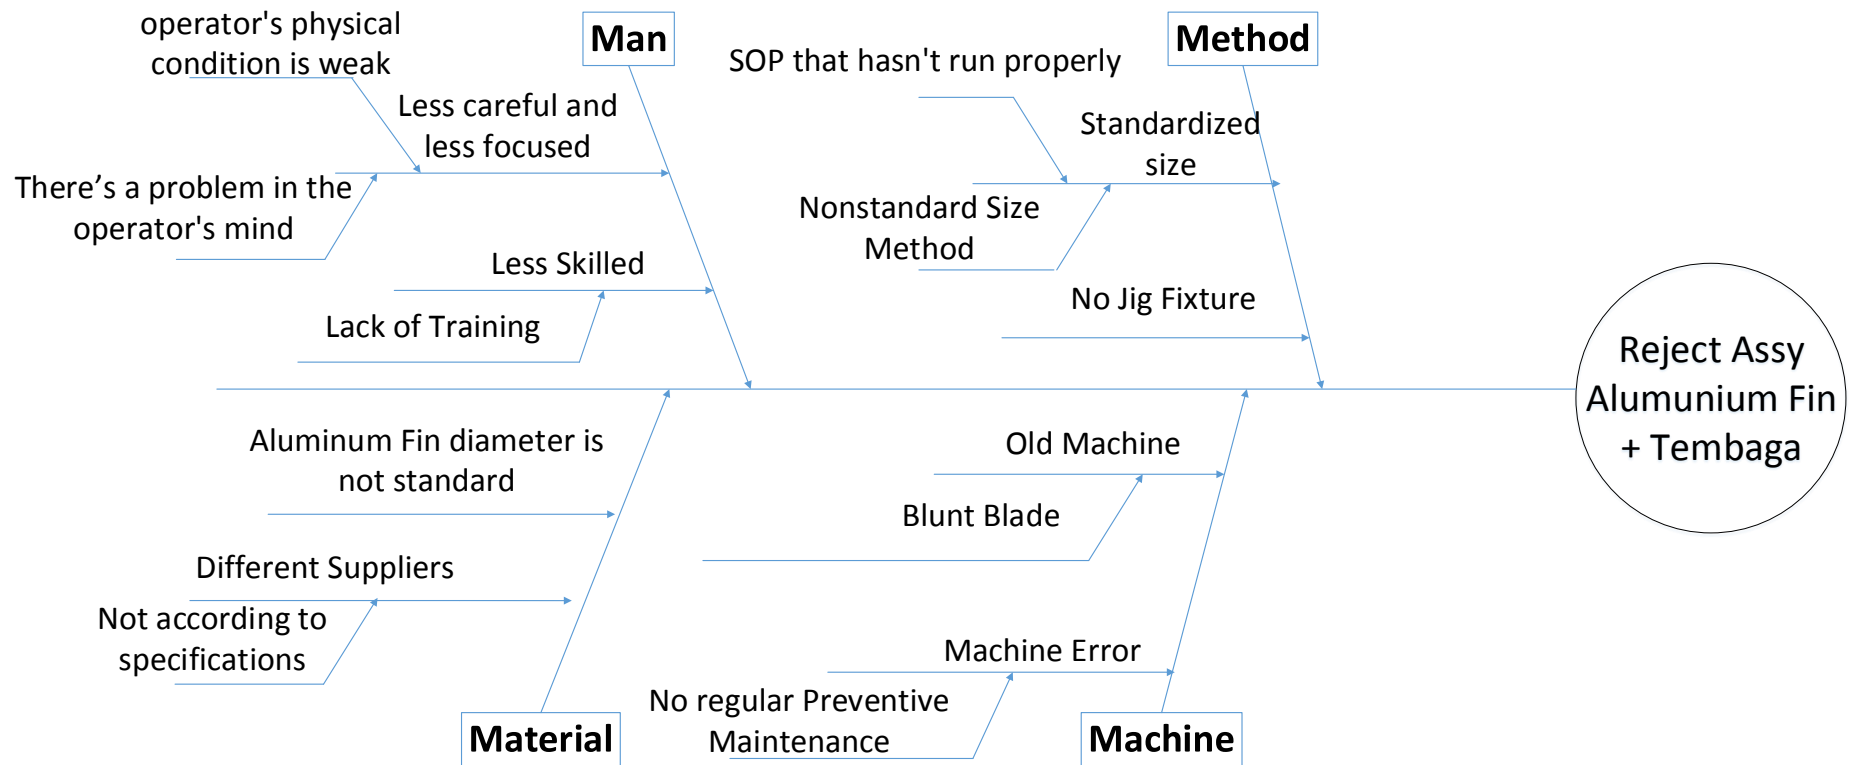 operator's physical
condition is weak
Man
Method
SOP that hasn't run properly
Less careful and
less focused
Standardized
size
There’s a problem in the
operator's mind
Nonstandard Size
Method
Less Skilled
No Jig Fixture
Lack of Training
Reject Assy
Alumunium Fin
+ Tembaga
Aluminum Fin diameter is
not standard
Old Machine
Blunt Blade
Different Suppliers
Not according to
specifications
Machine Error
No regular Preventive
Maintenance
Material
Machine